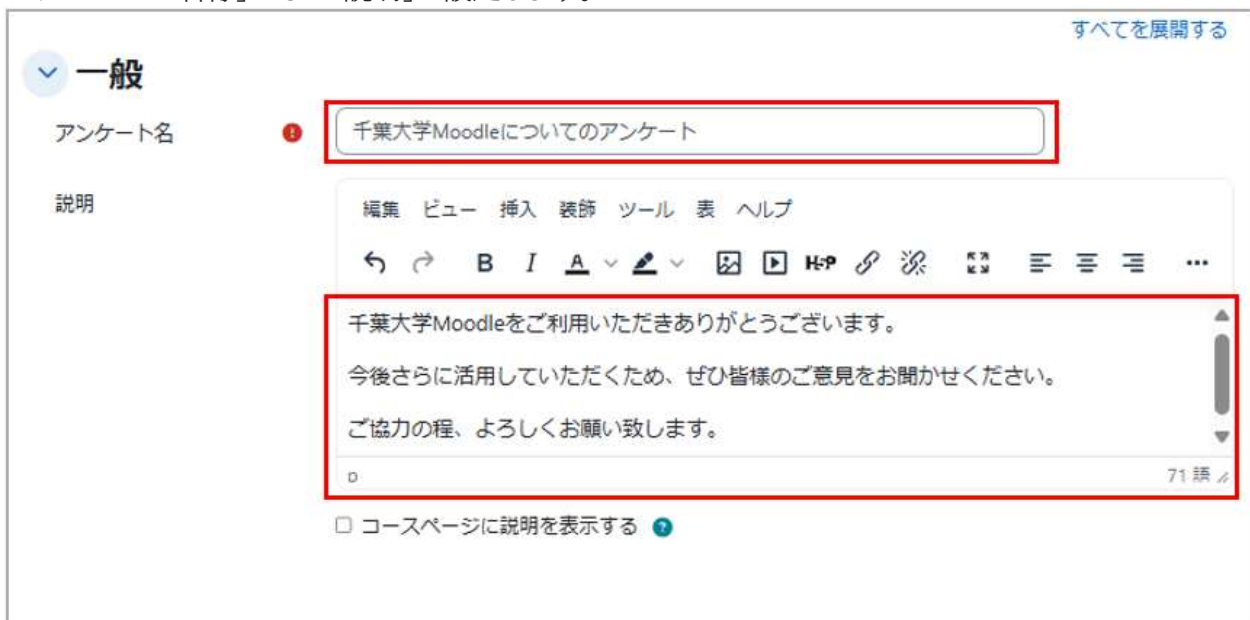 すべてを展開する
一般
アンケート名
千葉大学Moodleについてのアンケート
説明
編集 ビュー 挿入 装飾 ツール 表 ヘルプ
B I A H5P
千葉大学Moodleをご利用いただきありがとうございます。
今後さらに活用していただくため、ぜひ皆様のご意見をお聞かせください。
ご協力の程、よろしくお願い致します。
p 71 語
コースページに説明を表示する